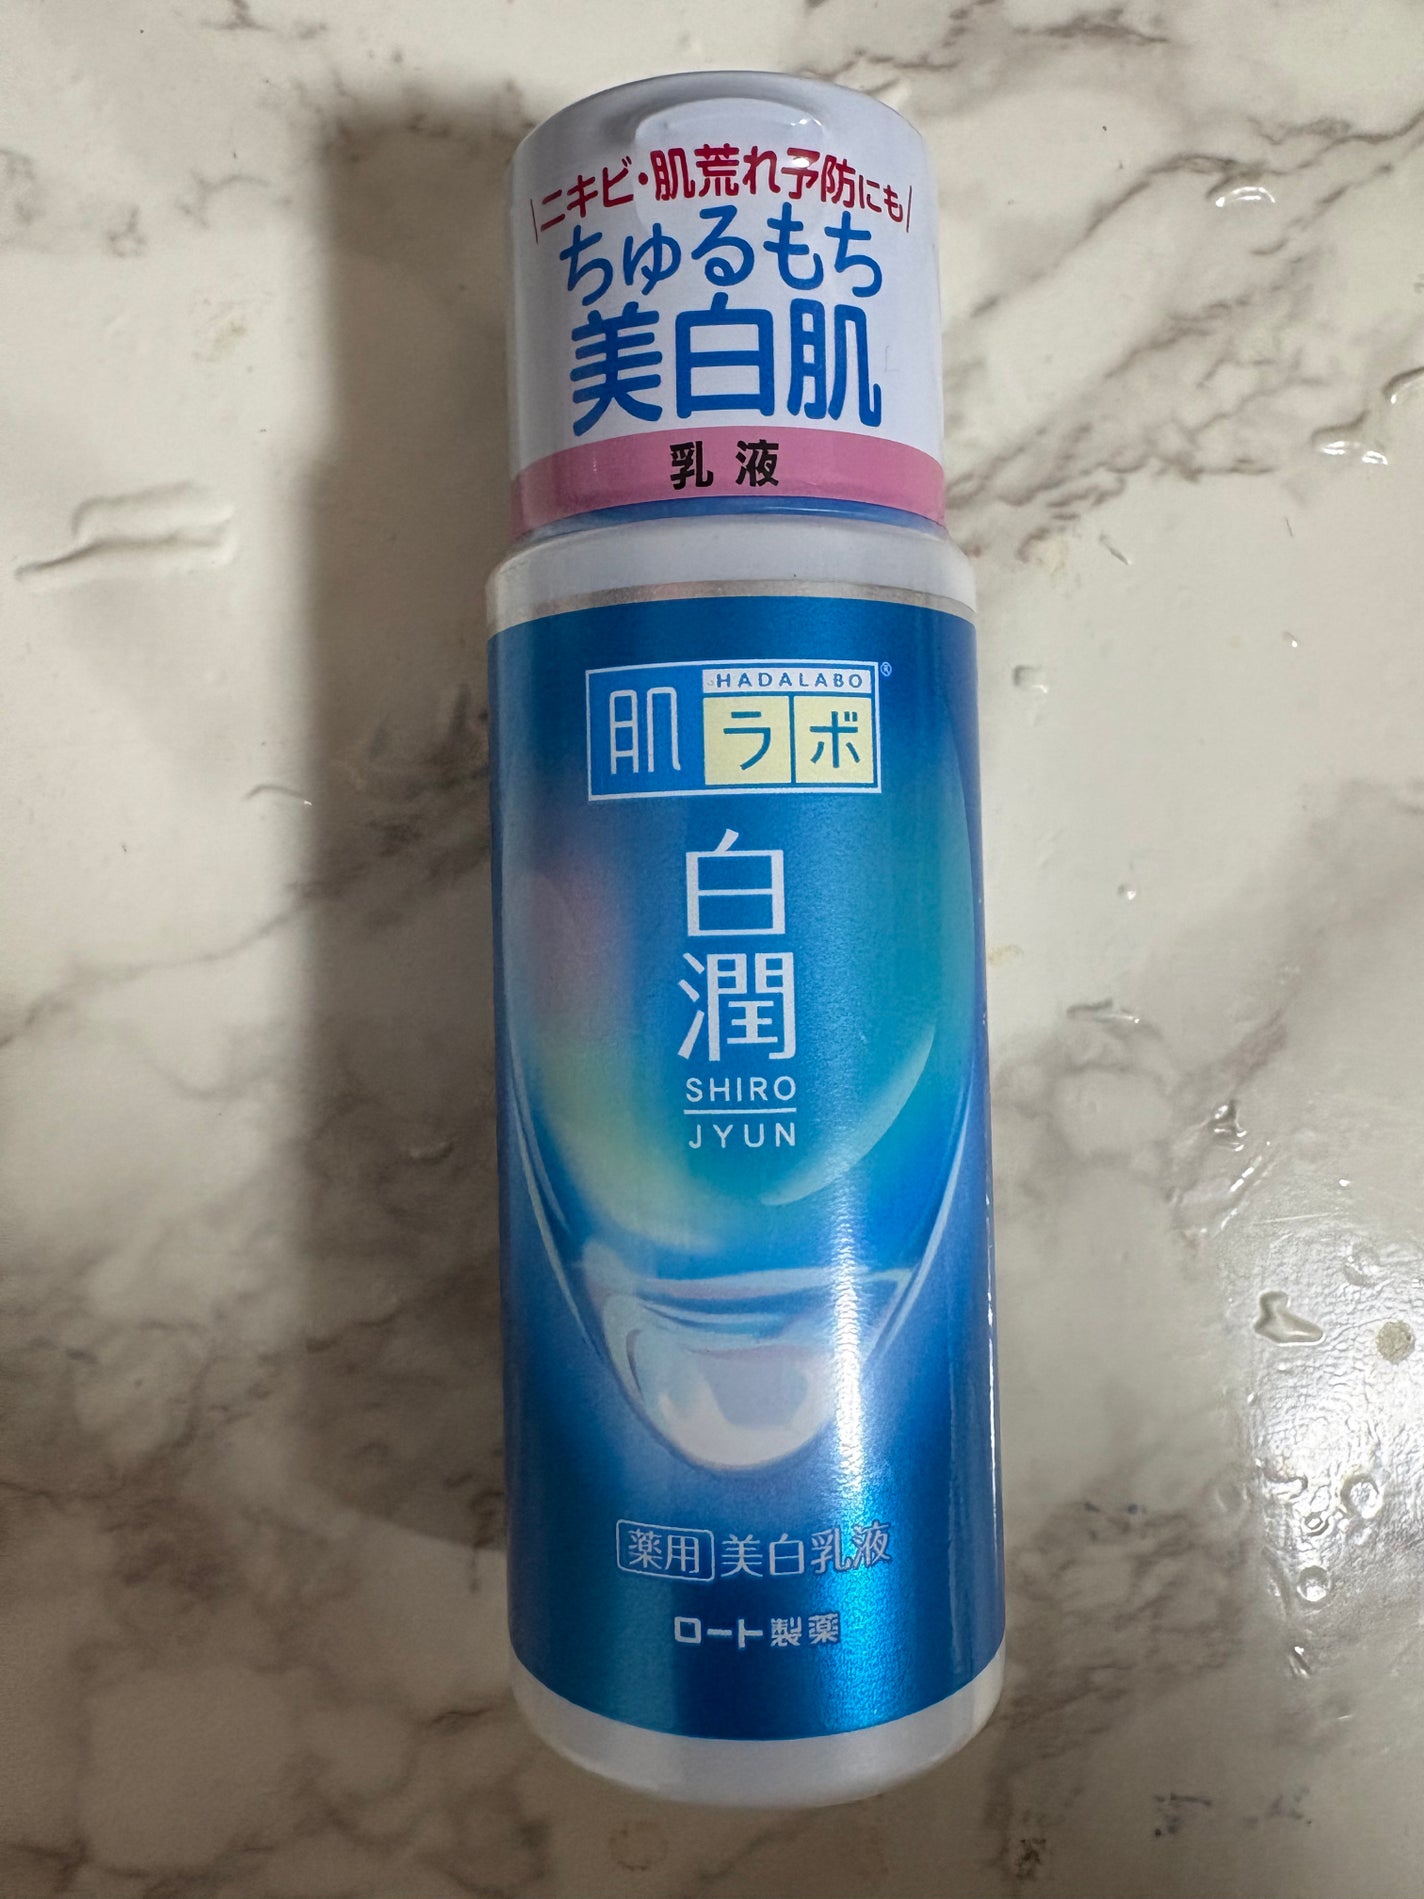 \ニキビ・肌荒れ予防にも/
ちゅるもち
美白肌
乳液
HADALABO
肌ラボ®
白潤
SHIRO
JYUN
薬用 美白乳液
ロート製薬